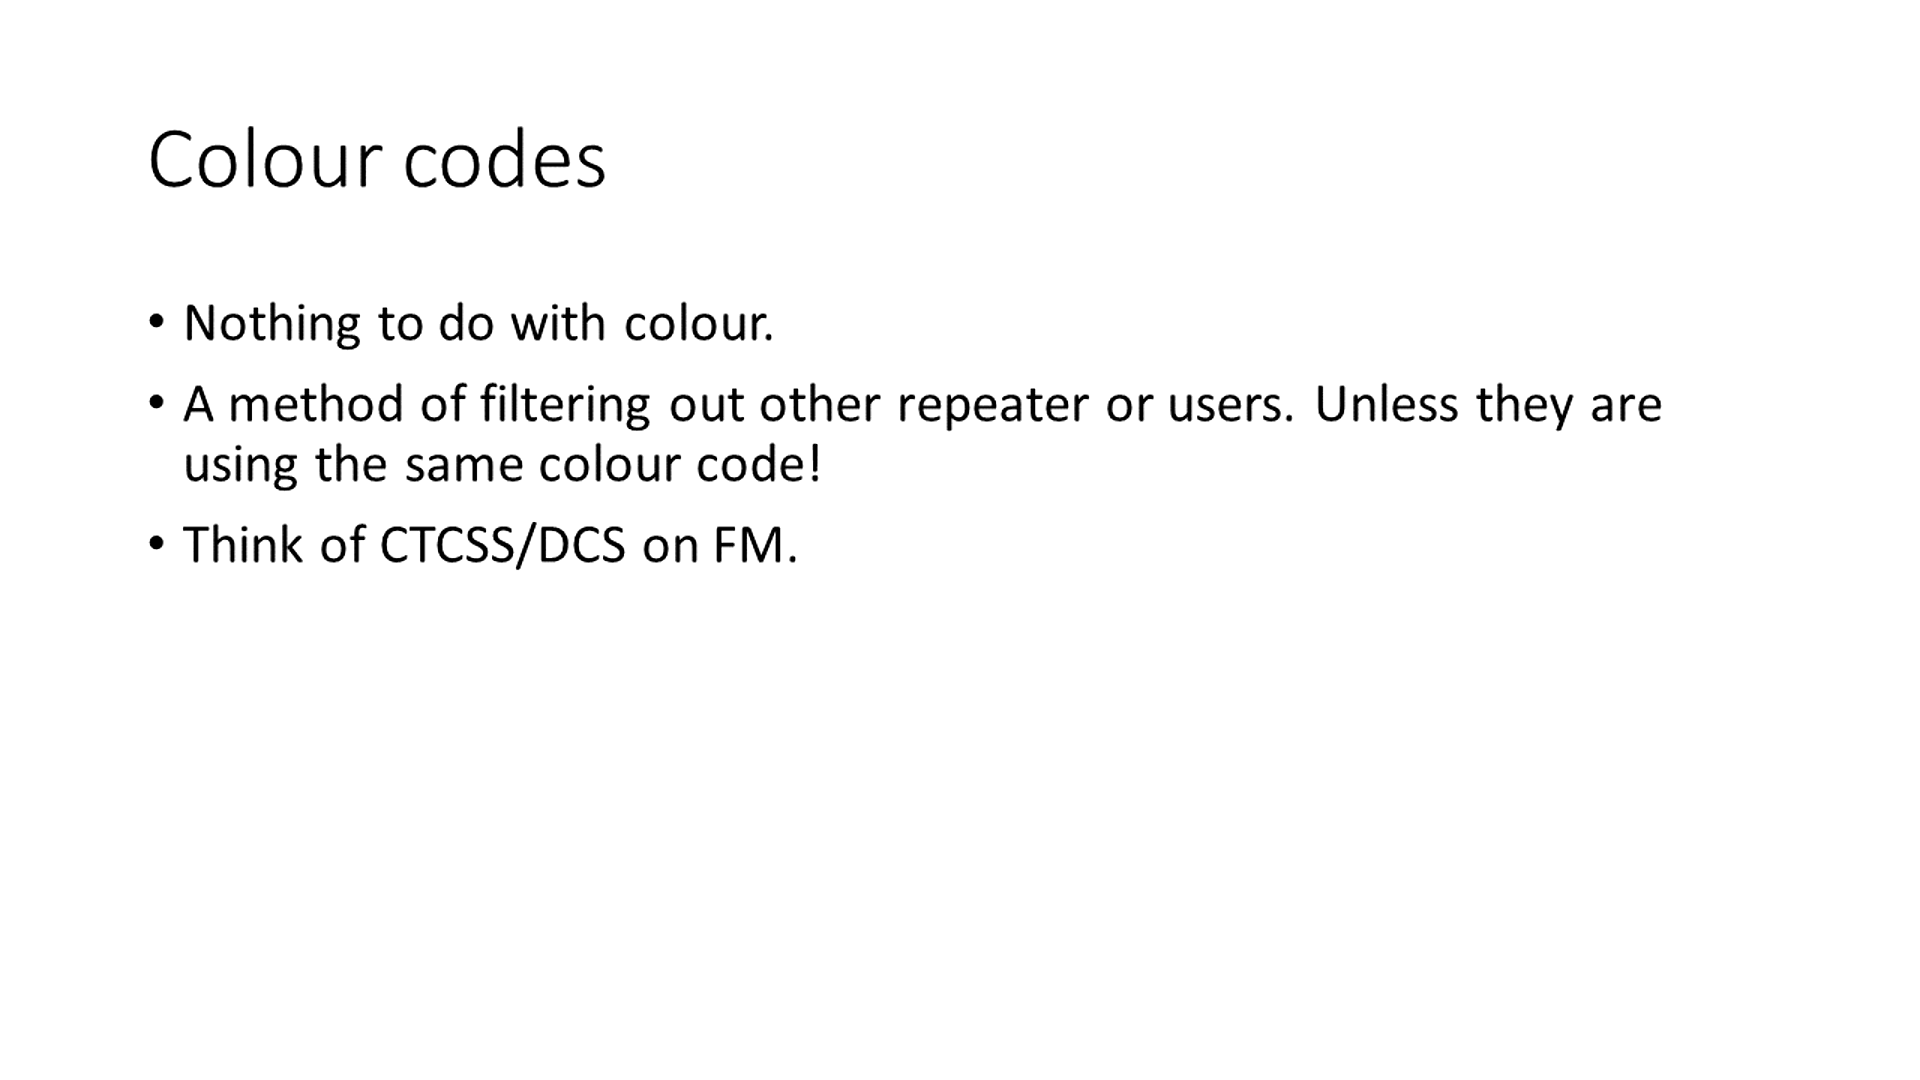 Colour codes
• Nothing to do with colour.
• A method of filtering out other repeater or users. Unless they are
using the same colour code!
• Think of CTCSS/DCS on FM.